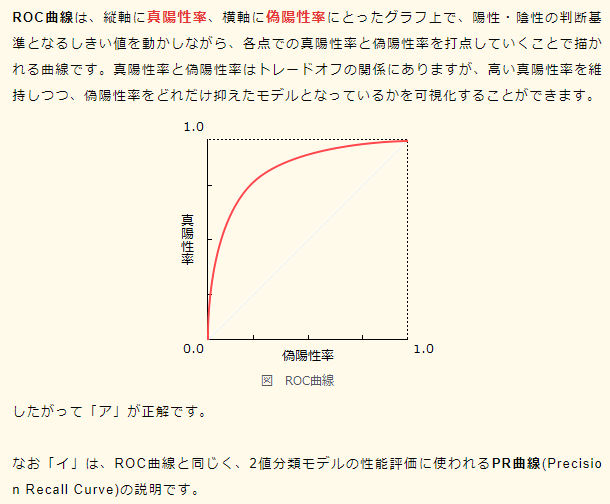 ROC曲線は、縦軸に真陽性率、横軸に偽陽性率にとったグラフ上で、陽性・陰性の判断基
準となるしきい値を動かしながら、各点での真陽性率と偽陽性率を打点していくことで描か
れる曲線です。真陽性率と偽陽性率はトレードオフの関係にありますが、高い真陽性率を維
持しつつ、偽陽性率をどれだけ抑えたモデルとなっているかを可視化することができます。
1.0
真陽性率
0.0
偽陽性率
1.0
図 ROC曲線
したがって「ア」が正解です。
なお「イ」は、ROC曲線と同じく、2値分類モデルの性能評価に使われるPR曲線(Precisio
n Recall Curve)の説明です。